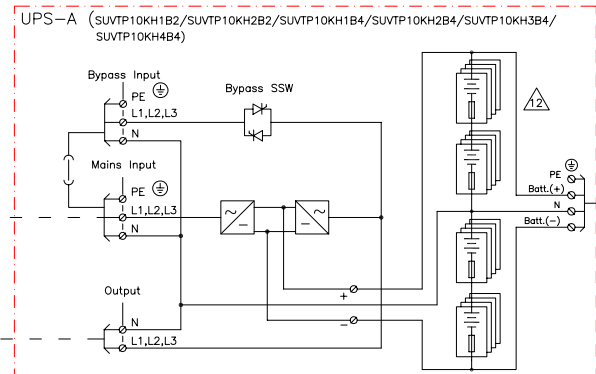 UPS-A (SUVTP10KH1B2/SUVTP10KH2B2/SUVTP10KH1B4/SUVTP10KH2B4/SUVTP10KH3B4/
SUVTP10KH4B4)
Bypass Input
PE
L1,L2,L3
N
Bypass SSW
12
Mains Input
PE
L1,L2,L3
N
~
–
~
–
PE
Batt.(+)
N
Batt.(–)
+
–
Output
N
L1,L2,L3